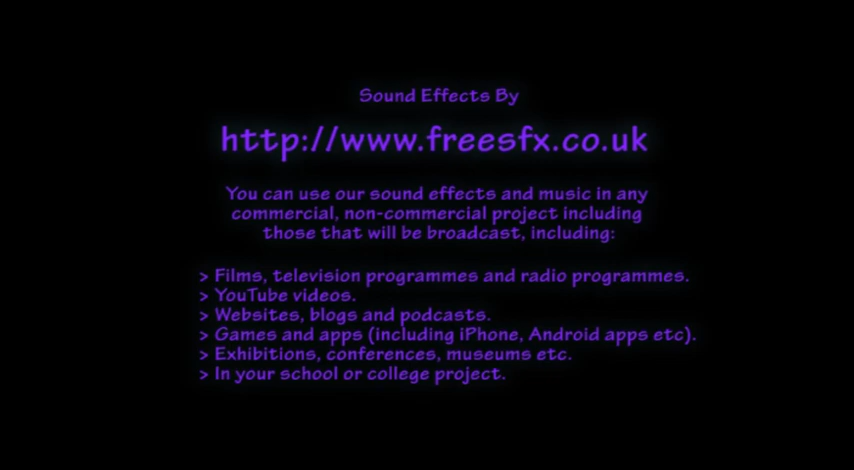 Sound Effects By
http://www.freesfx.co.uk
You can use our sound effects and music in any
commercial, non-commercial project including
those that will be broadcast, including:
> Films, television programmes and radio programmes.
> YouTube videos.
> Websites, blogs and podcasts.
> Games and apps (including iPhone, Android apps etc).
> Exhibitions, conferences, museums etc.
> In your school or college project.